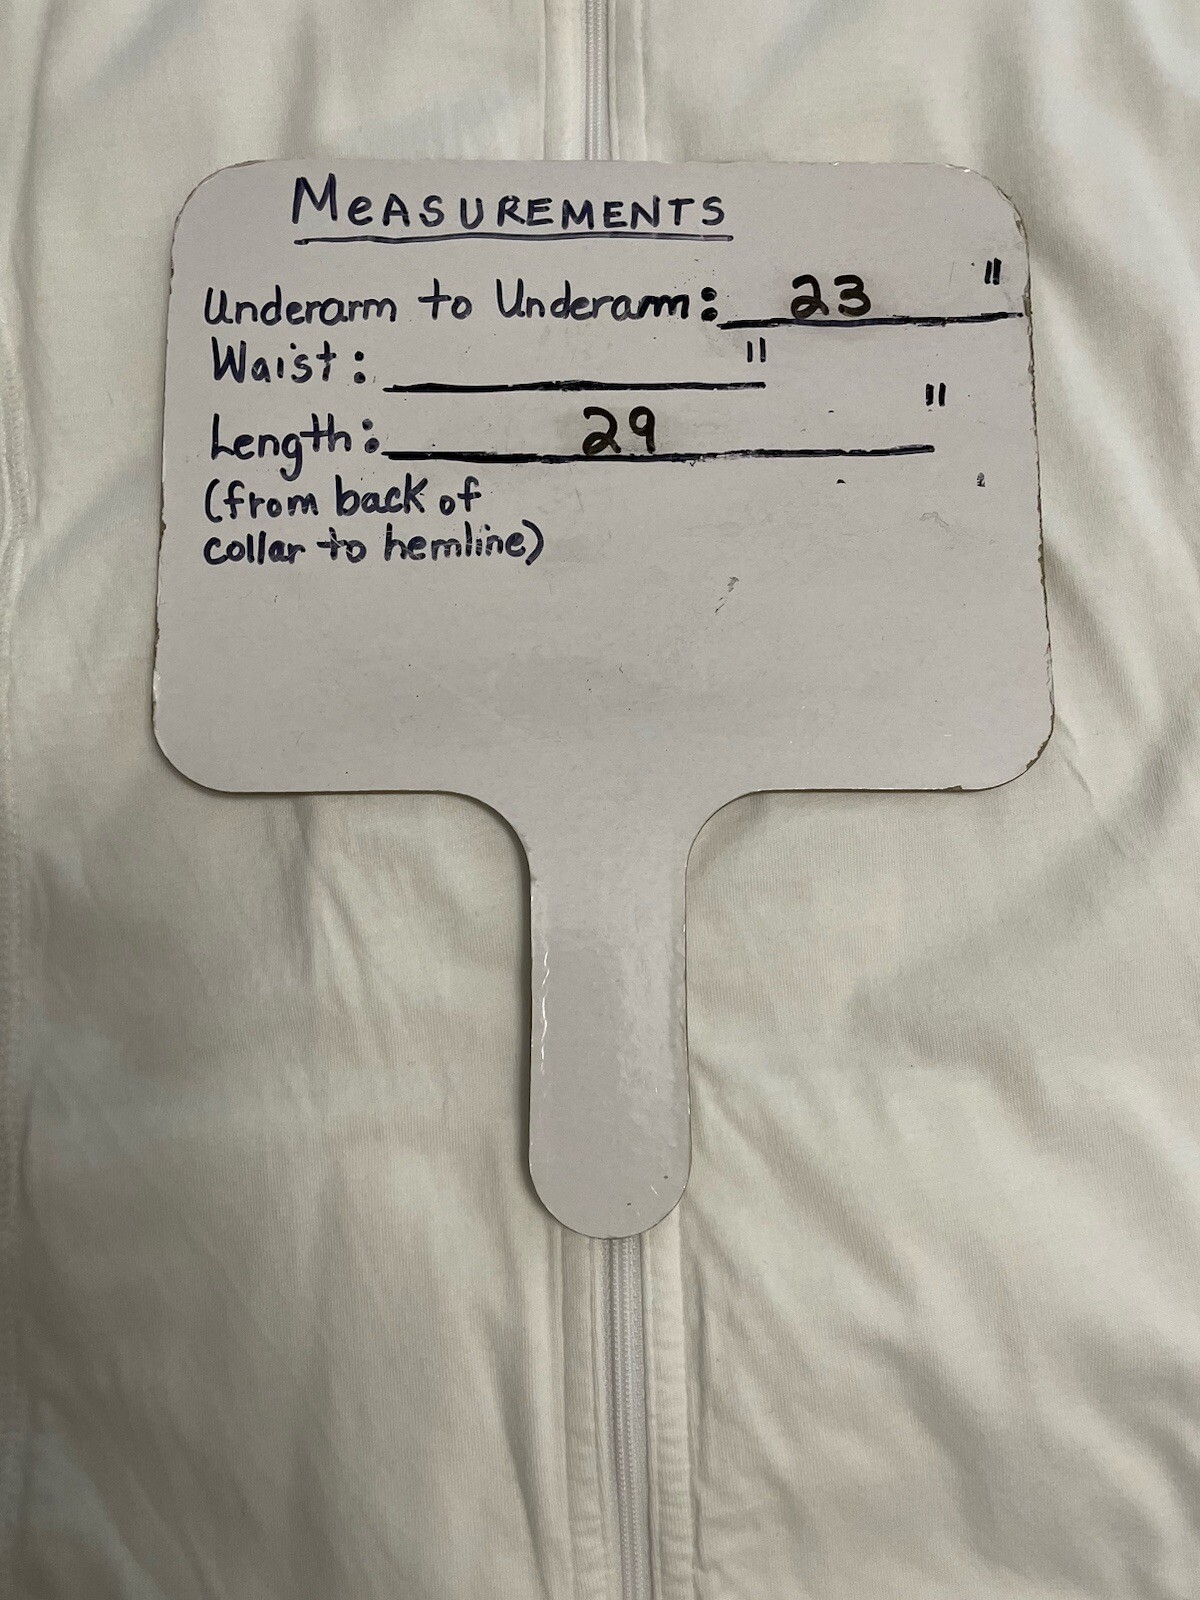 MeASUREMENTS
Underarm to Underarm: 23 "
Waist: "
Length: 29 "
(from back of
collar to hemline)